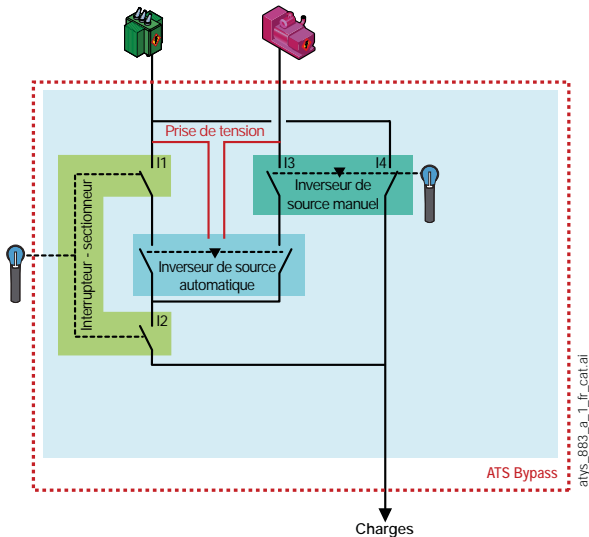 Prise de tension
I1
I3
I4
Inverseur de
source manuel
Interrupteur - sectionneur
Inverseur de source
automatique
I2
ATS Bypass
atys_883_a_1_fr_cat.ai
Charges